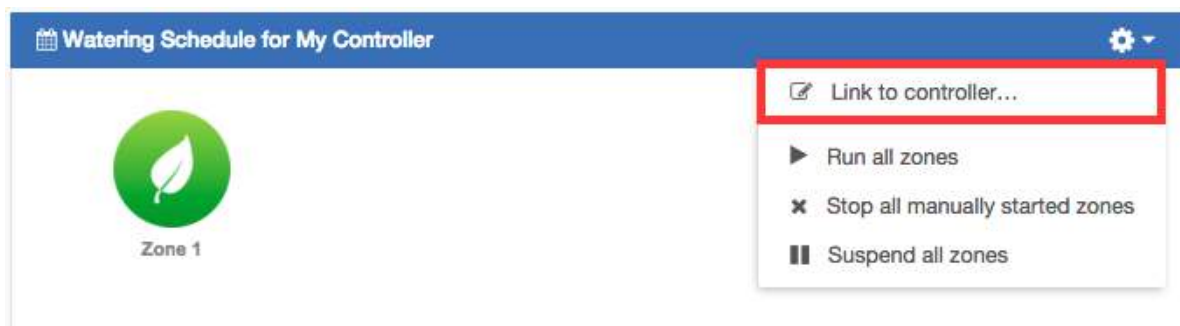 Watering Schedule for My Controller
Link to controller...
Run all zones
Stop all manually started zones
Suspend all zones
Zone 1